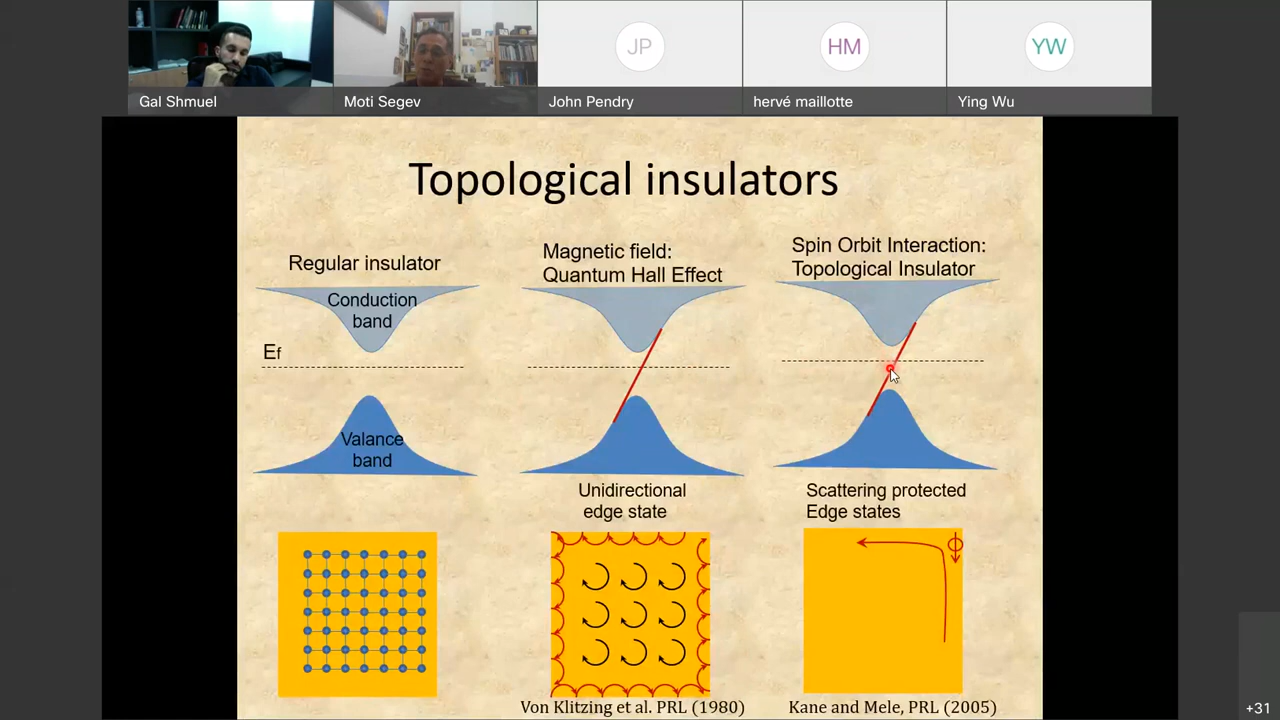 JP
HM
YW
Gal Shmuel
Moti Segev
John Pendry
hervé maillotte
Ying Wu
Topological insulators
Regular insulator
Magnetic field:
Quantum Hall Effect
Spin Orbit Interaction:
Topological Insulator
Conduction
band
Ef
Valance
band
Unidirectional
edge state
Scattering protected
Edge states
Von Klitzing et al. PRL (1980)
Kane and Mele, PRL (2005)
+31